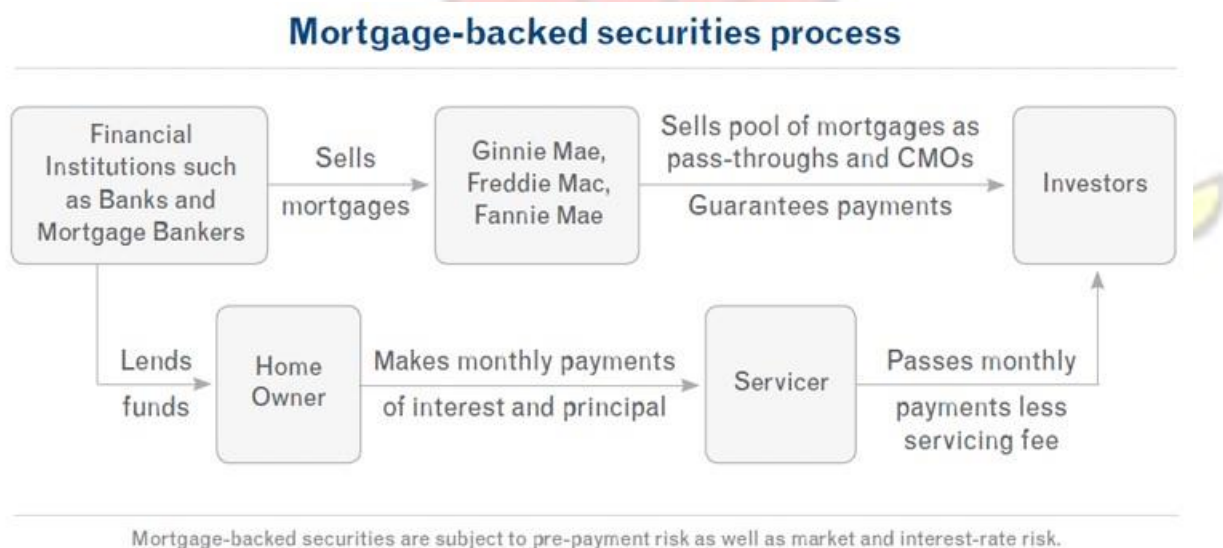 Mortgage-backed securities process
Financial
Institutions such
as Banks and
Mortgage Bankers
Sells
mortgages
Ginnie Mae,
Freddie Mac,
Fannie Mae
Sells pool of mortgages as
pass-throughs and CMOs
Guarantees payments
Investors
Lends
funds
Home
Owner
Makes monthly payments
of interest and principal
Servicer
Passes monthly
payments less
servicing fee
Mortgage-backed securities are subject to pre-payment risk as well as market and interest-rate risk.